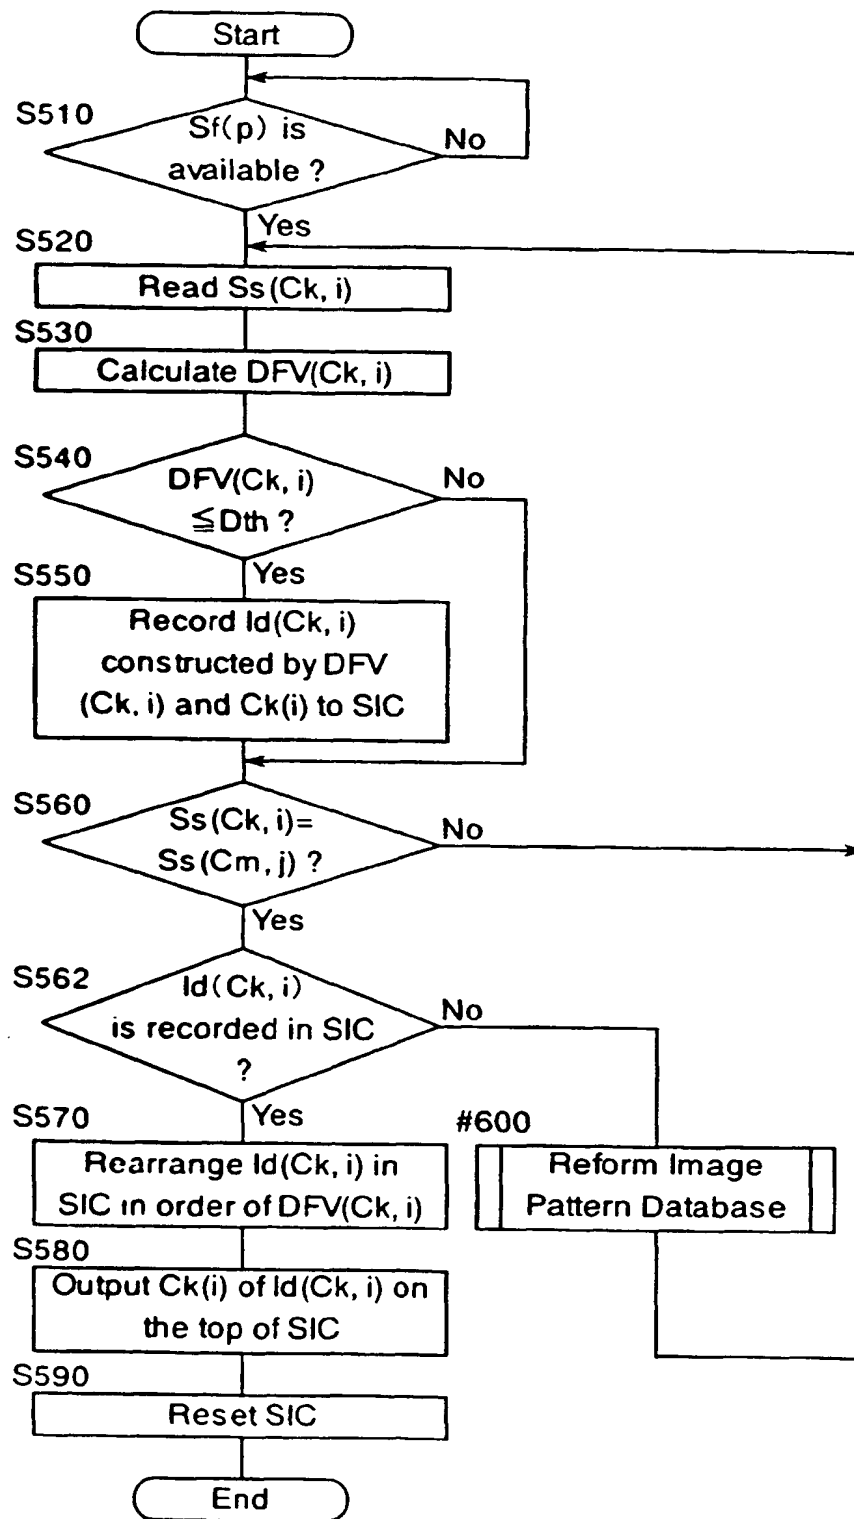 Start
S510
Sf(p) is
available ?
No
Yes
S520
Read Ss(Ck, i)
S530
Calculate DFV(Ck, i)
S540
DFV(Ck, i)
≦Dth ?
No
Yes
S550
Record Id(Ck, i)
constructed by DFV
(Ck, i) and Ck(i) to SIC
S560
Ss(Ck, i)=
Ss(Cm, j) ?
No
Yes
S562
Id(Ck, i)
is recorded in SIC
?
No
Yes
S570
Rearrange Id(Ck, i) in
SIC in order of DFV(Ck, i)
#600
Reform Image
Pattern Database
S580
Output Ck(i) of Id(Ck, i) on
the top of SIC
S590
Reset SIC
End